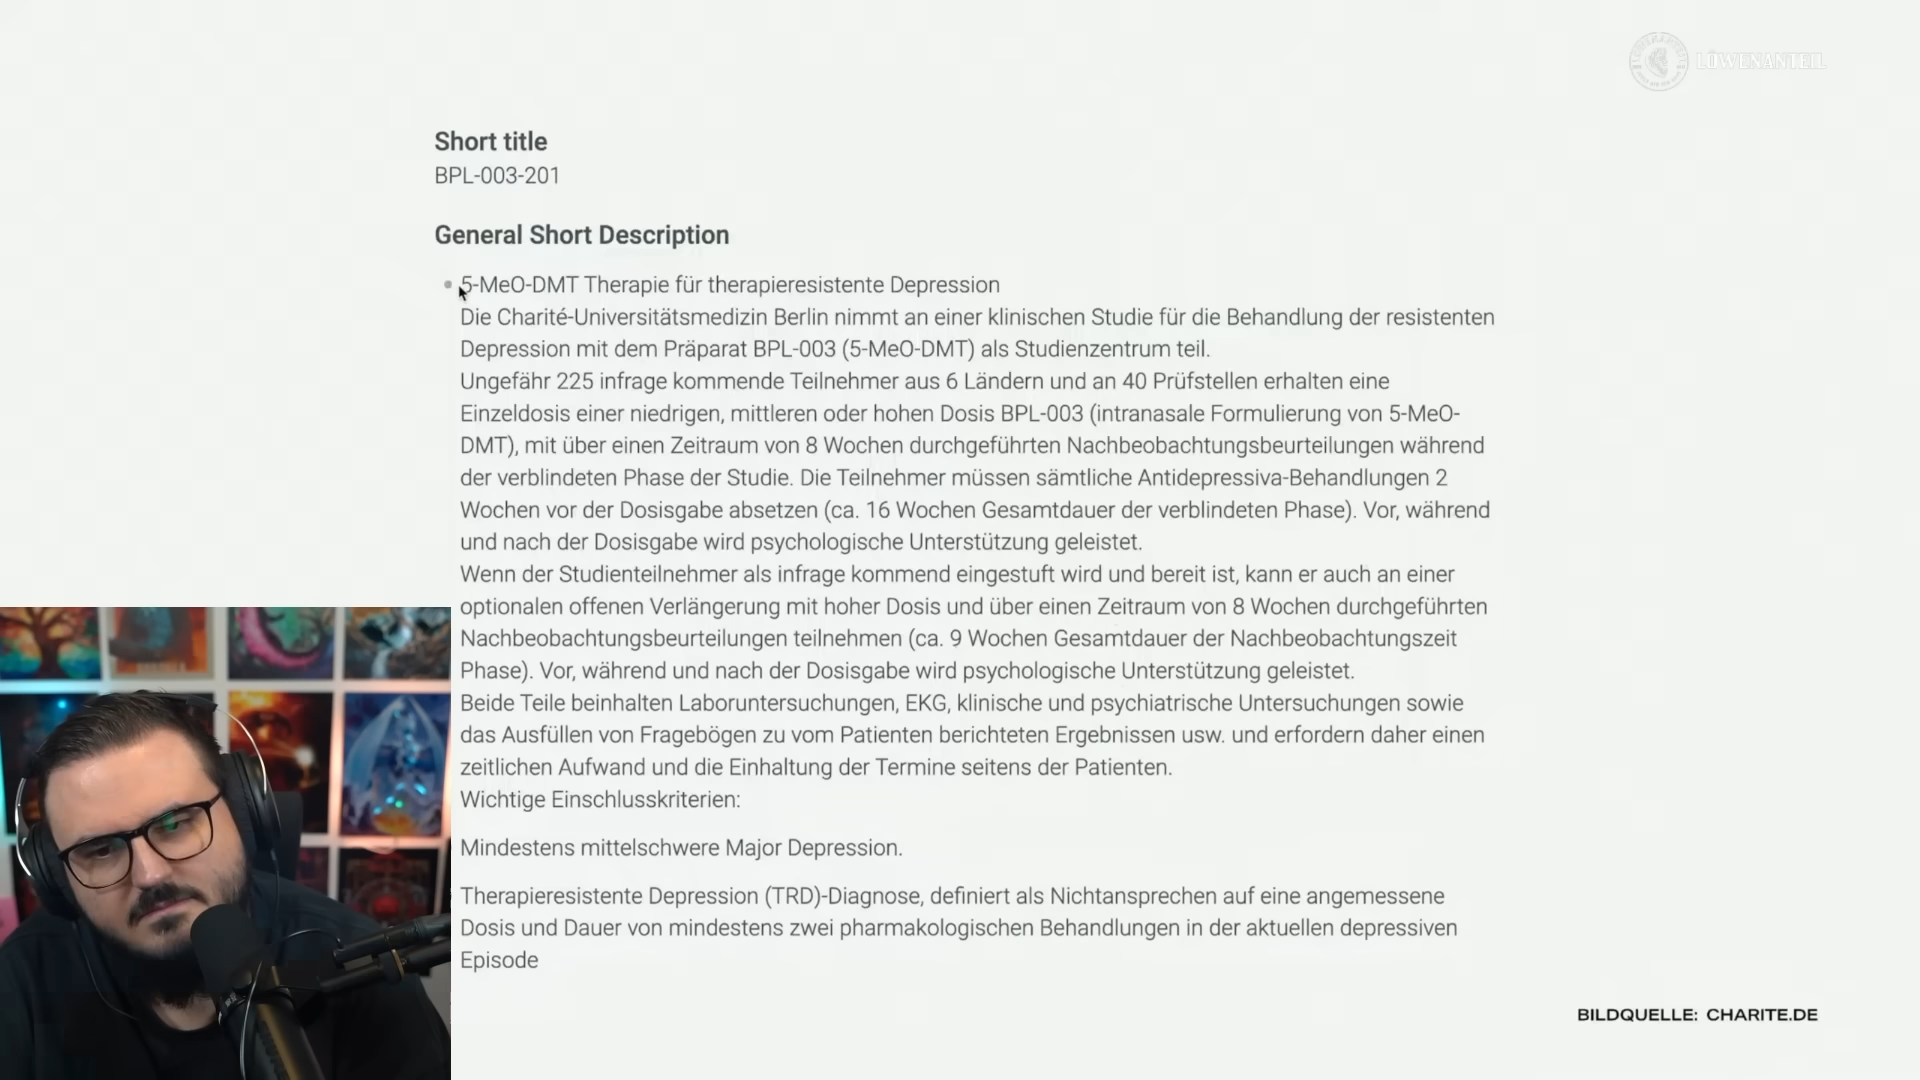 LÖWENANTEIL
Short title
BPL-003-201
General Short Description
5-MeO-DMT Therapie für therapieresistente Depression
Die Charité-Universitätsmedizin Berlin nimmt an einer klinischen Studie für die Behandlung der resistenten
Depression mit dem Präparat BPL-003 (5-MeO-DMT) als Studienzentrum teil.
Ungefähr 225 infrage kommende Teilnehmer aus 6 Ländern und an 40 Prüfstellen erhalten eine
Einzeldosis einer niedrigen, mittleren oder hohen Dosis BPL-003 (intranasale Formulierung von 5-MeO-
DMT), mit über einen Zeitraum von 8 Wochen durchgeführten Nachbeobachtungsbeurteilungen während
der verblindeten Phase der Studie. Die Teilnehmer müssen sämtliche Antidepressiva-Behandlungen 2
Wochen vor der Dosisgabe absetzen (ca. 16 Wochen Gesamtdauer der verblindeten Phase). Vor, während
und nach der Dosisgabe wird psychologische Unterstützung geleistet.
Wenn der Studienteilnehmer als infrage kommend eingestuft wird und bereit ist, kann er auch an einer
optionalen offenen Verlängerung mit hoher Dosis und über einen Zeitraum von 8 Wochen durchgeführten
Nachbeobachtungsbeurteilungen teilnehmen (ca. 9 Wochen Gesamtdauer der Nachbeobachtungszeit
Phase). Vor, während und nach der Dosisgabe wird psychologische Unterstützung geleistet.
Beide Teile beinhalten Laboruntersuchungen, EKG, klinische und psychiatrische Untersuchungen sowie
das Ausfüllen von Fragebögen zu vom Patienten berichteten Ergebnissen usw. und erfordern daher einen
zeitlichen Aufwand und die Einhaltung der Termine seitens der Patienten.
Wichtige Einschlusskriterien:
Mindestens mittelschwere Major Depression.
Therapieresistente Depression (TRD)-Diagnose, definiert als Nichtansprechen auf eine angemessene
Dosis und Dauer von mindestens zwei pharmakologischen Behandlungen in der aktuellen depressiven
Episode
BILDQUELLE: CHARITE.DE